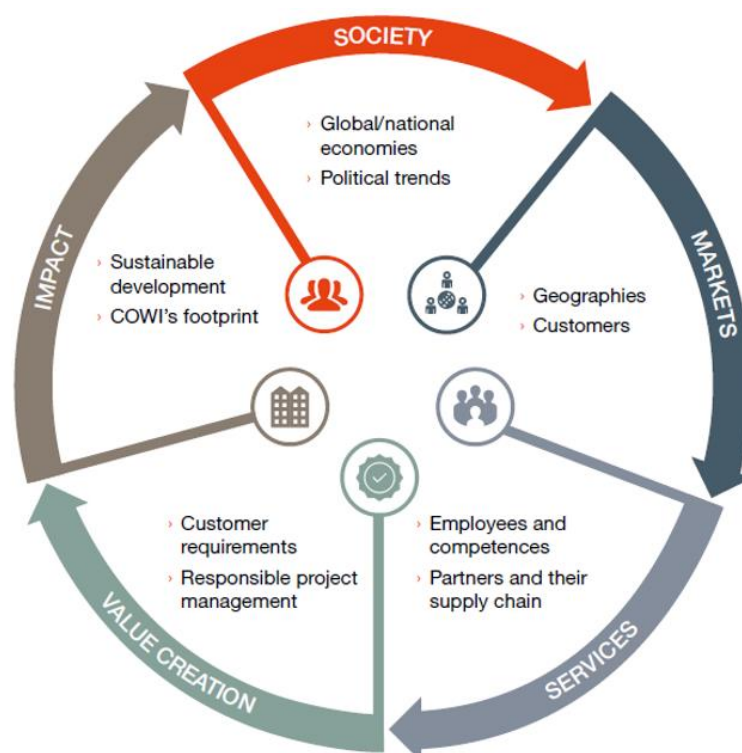 SOCIETY
› Global/national
economies
› Political trends
MARKETS
› Geographies
› Customers
SERVICES
› Employees and
competences
› Partners and their
supply chain
VALUE CREATION
› Customer
requirements
› Responsible project
management
IMPACT
› Sustainable
development
› COWI’s footprint